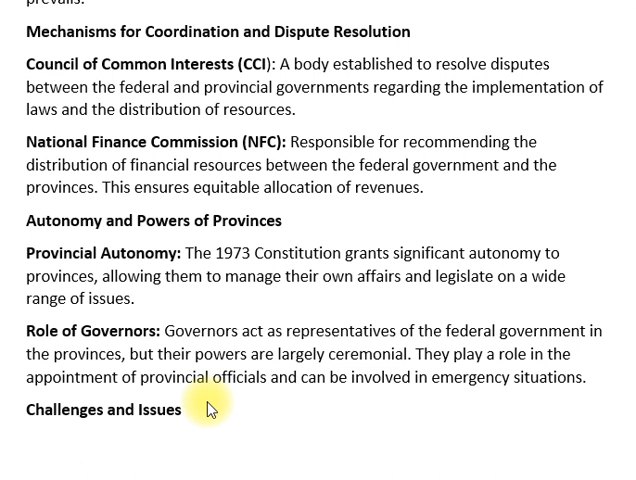 prevails.
Mechanisms for Coordination and Dispute Resolution
Council of Common Interests (CCI): A body established to resolve disputes
between the federal and provincial governments regarding the implementation of
laws and the distribution of resources.
National Finance Commission (NFC): Responsible for recommending the
distribution of financial resources between the federal government and the
provinces. This ensures equitable allocation of revenues.
Autonomy and Powers of Provinces
Provincial Autonomy: The 1973 Constitution grants significant autonomy to
provinces, allowing them to manage their own affairs and legislate on a wide
range of issues.
Role of Governors: Governors act as representatives of the federal government in
the provinces, but their powers are largely ceremonial. They play a role in the
appointment of provincial officials and can be involved in emergency situations.
Challenges and Issues